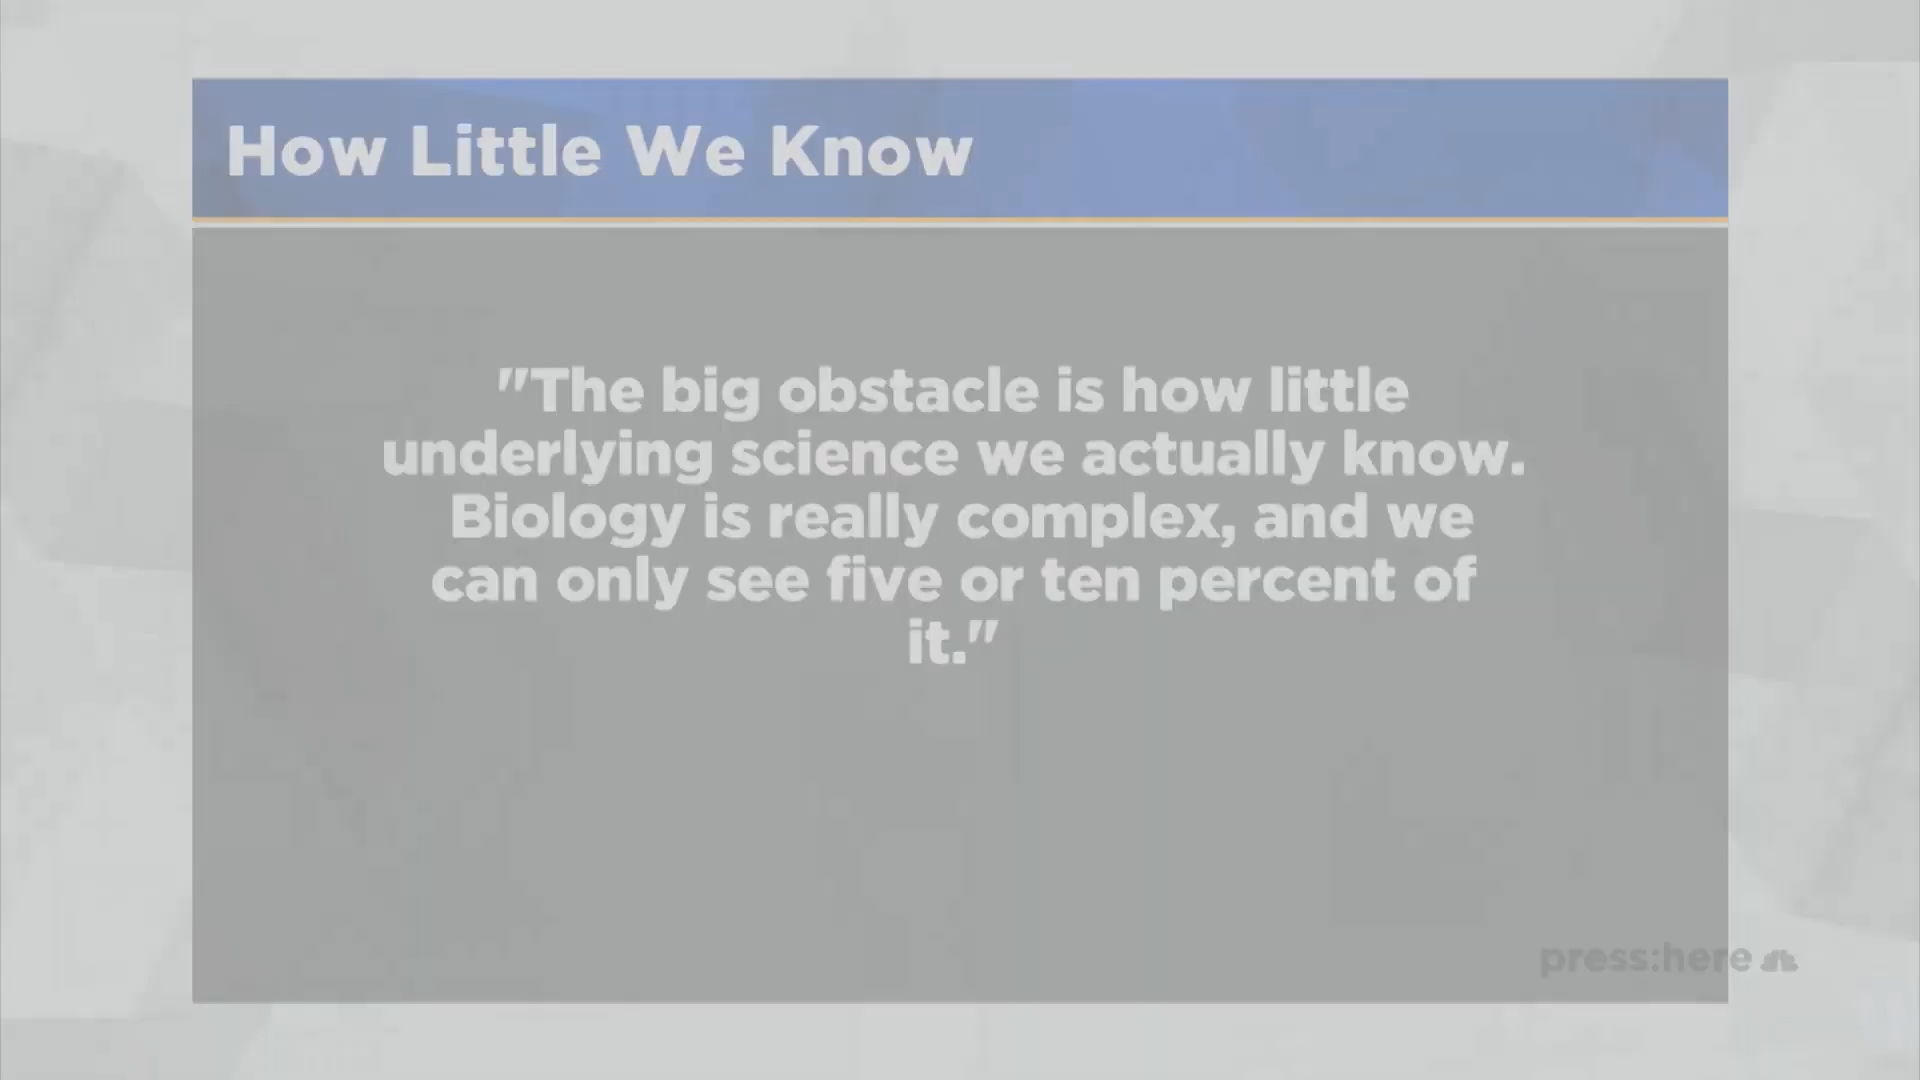 How Little We Know
"The big obstacle is how little
underlying science we actually know.
Biology is really complex, and we
can only see five or ten percent of
it."
press:here